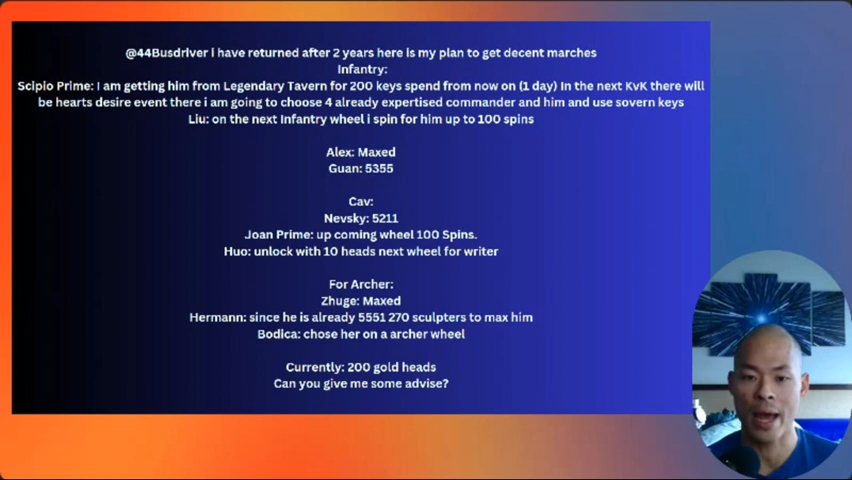 @44Busdriver i have returned after 2 years here is my plan to get decent marches
Infantry:
Scipio Prime: I am getting him from Legendary Tavern for 200 keys spend from now on (1 day) In the next KvK there will
be hearts desire event there i am going to choose 4 already expertised commander and him and use sovern keys
Liu: on the next Infantry wheel i spin for him up to 100 spins
Alex: Maxed
Guan: 5355
Cav:
Nevsky: 5211
Joan Prime: up coming wheel 100 Spins.
Huo: unlock with 10 heads next wheel for writer
For Archer:
Zhuge: Maxed
Hermann: since he is already 5551 270 sculpters to max him
Bodica: chose her on a archer wheel
Currently: 200 gold heads
Can you give me some advise?